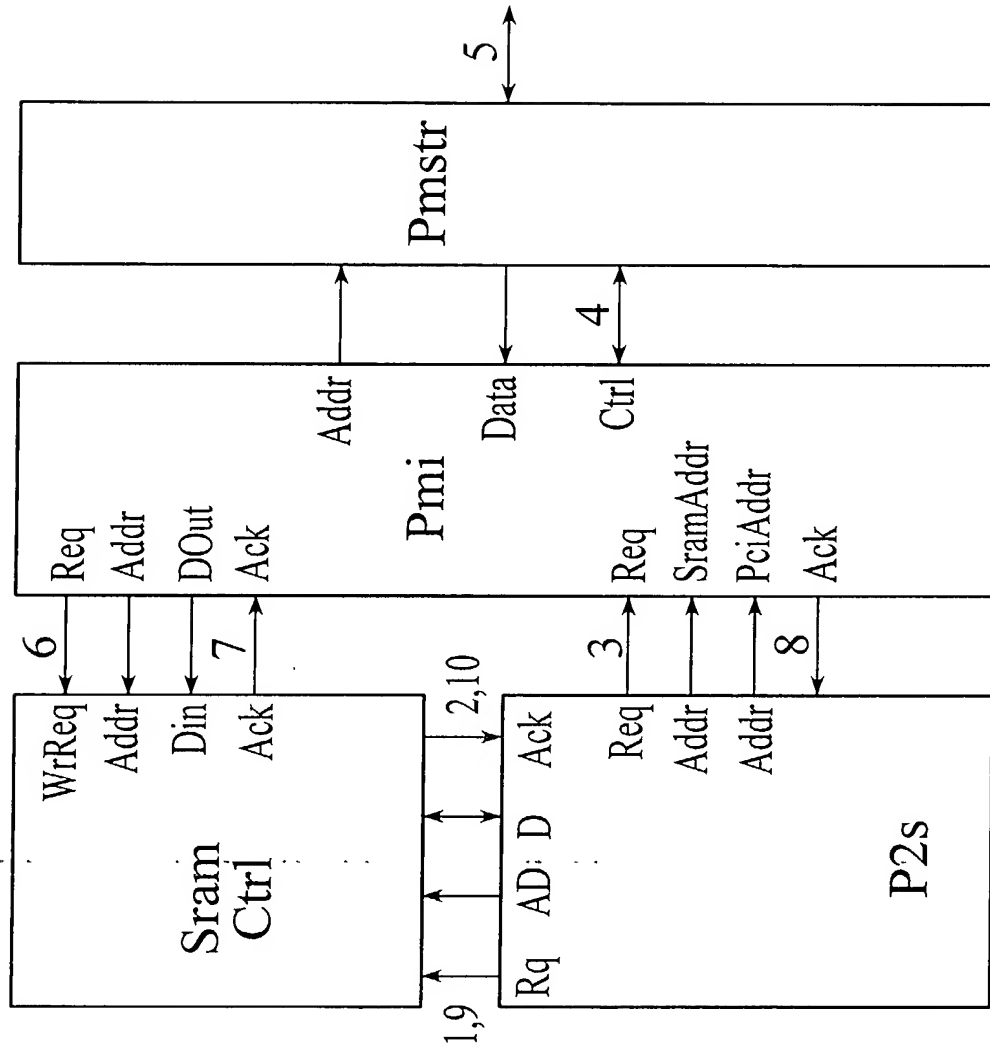 5
Pmstr
4
Addr
Data
Ctrl
Pmi
Req
Addr
DOut
Ack
Req
SramAddr
PciAddr
Ack
6
7
3
8
WrReq
Addr
Din
Ack
2,10
Ack
Req
Addr
Addr
Sram
Ctrl
D
AD
Rq
P2s
1,9